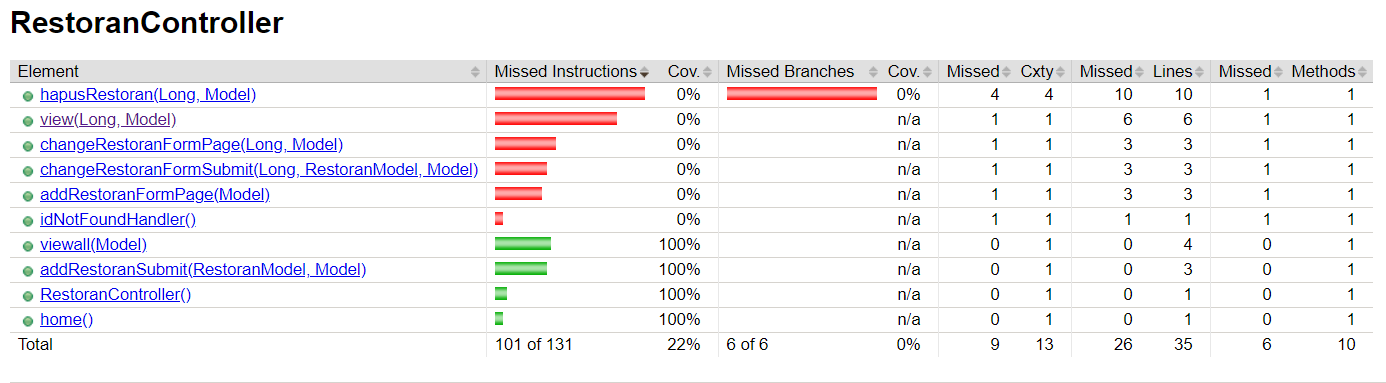 RestoranController
Element Missed Instructions Cov. Missed Branches Cov. Missed Cxty Missed Lines Missed Methods
hapusRestoran(Long, Model) 0% 0% 4 4 10 10 1 1
view(Long, Model) 0% n/a 1 1 6 6 1 1
changeRestoranFormPage(Long, Model) 0% n/a 1 1 3 3 1 1
changeRestoranFormSubmit(Long, RestoranModel, Model) 0% n/a 1 1 3 3 1 1
addRestoranFormPage(Model) 0% n/a 1 1 3 3 1 1
idNotFoundHandler() 0% n/a 1 1 1 1 1 1
viewall(Model) 100% n/a 0 1 0 4 0 1
addRestoranSubmit(RestoranModel, Model) 100% n/a 0 1 0 3 0 1
RestoranController() 100% n/a 0 1 0 1 0 1
home() 100% n/a 0 1 0 1 0 1
Total 101 of 131 22% 6 of 6 0% 9 13 26 35 6 10